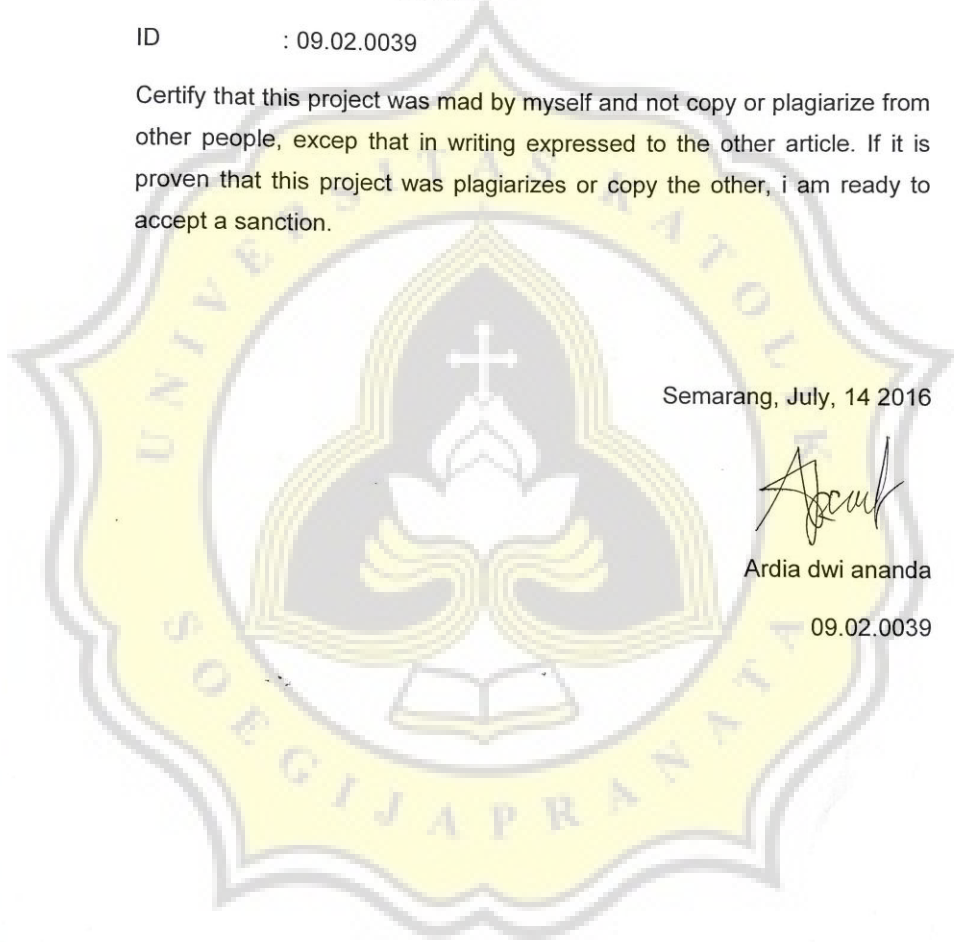 ID : 09.02.0039
Certify that this project was mad by myself and not copy or plagiarize from
other people, excep that in writing expressed to the other article. If it is
proven that this project was plagiarizes or copy the other, i am ready to
accept a sanction.
UNIVERSITAS KATOLIK
Semarang, July, 14 2016
Ardia dwi ananda
09.02.0039
SOEGIJAPRANATA